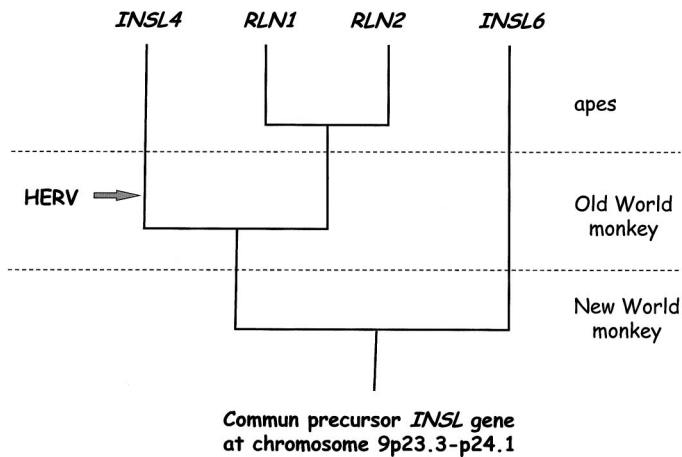 INSL4 RLN1 RLN2 INSL6
apes
HERV
Old World
monkey
New World
monkey
Commun precursor INSL gene
at chromosome 9p23.3-p24.1